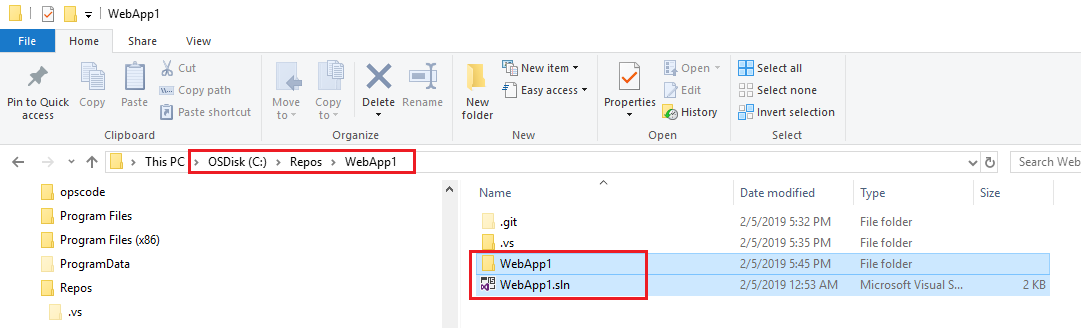 WebApp1
File Home Share View
Pin to Quick access
Copy
Paste
Cut
Copy path
Paste shortcut
Clipboard
Move to
Copy to
Delete
Rename
Organize
New folder
New item
Easy access
New
Properties
Open
Edit
History
Open
Select all
Select none
Invert selection
Select
This PC OSDisk (C:) Repos WebApp1
Search Web
opscode
Program Files
Program Files (x86)
ProgramData
Repos
.vs
Name Date modified Type Size
.git 2/5/2019 5:32 PM File folder
.vs 2/5/2019 5:35 PM File folder
WebApp1 2/5/2019 5:45 PM File folder
WebApp1.sln 2/5/2019 12:53 AM Microsoft Visual S... 2 KB